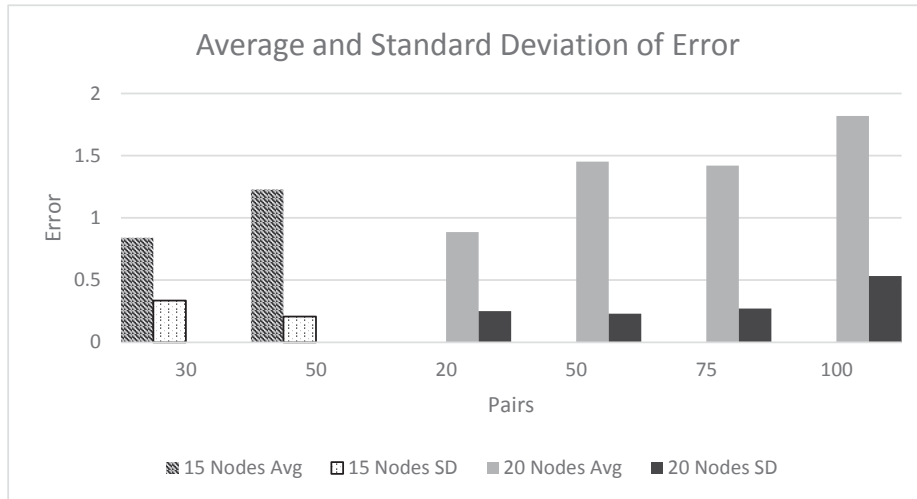 Average and Standard Deviation of Error
2
1.5
1
0.5
0
Error
30 50 20 50 75 100
Pairs
15 Nodes Avg 15 Nodes SD 20 Nodes Avg 20 Nodes SD